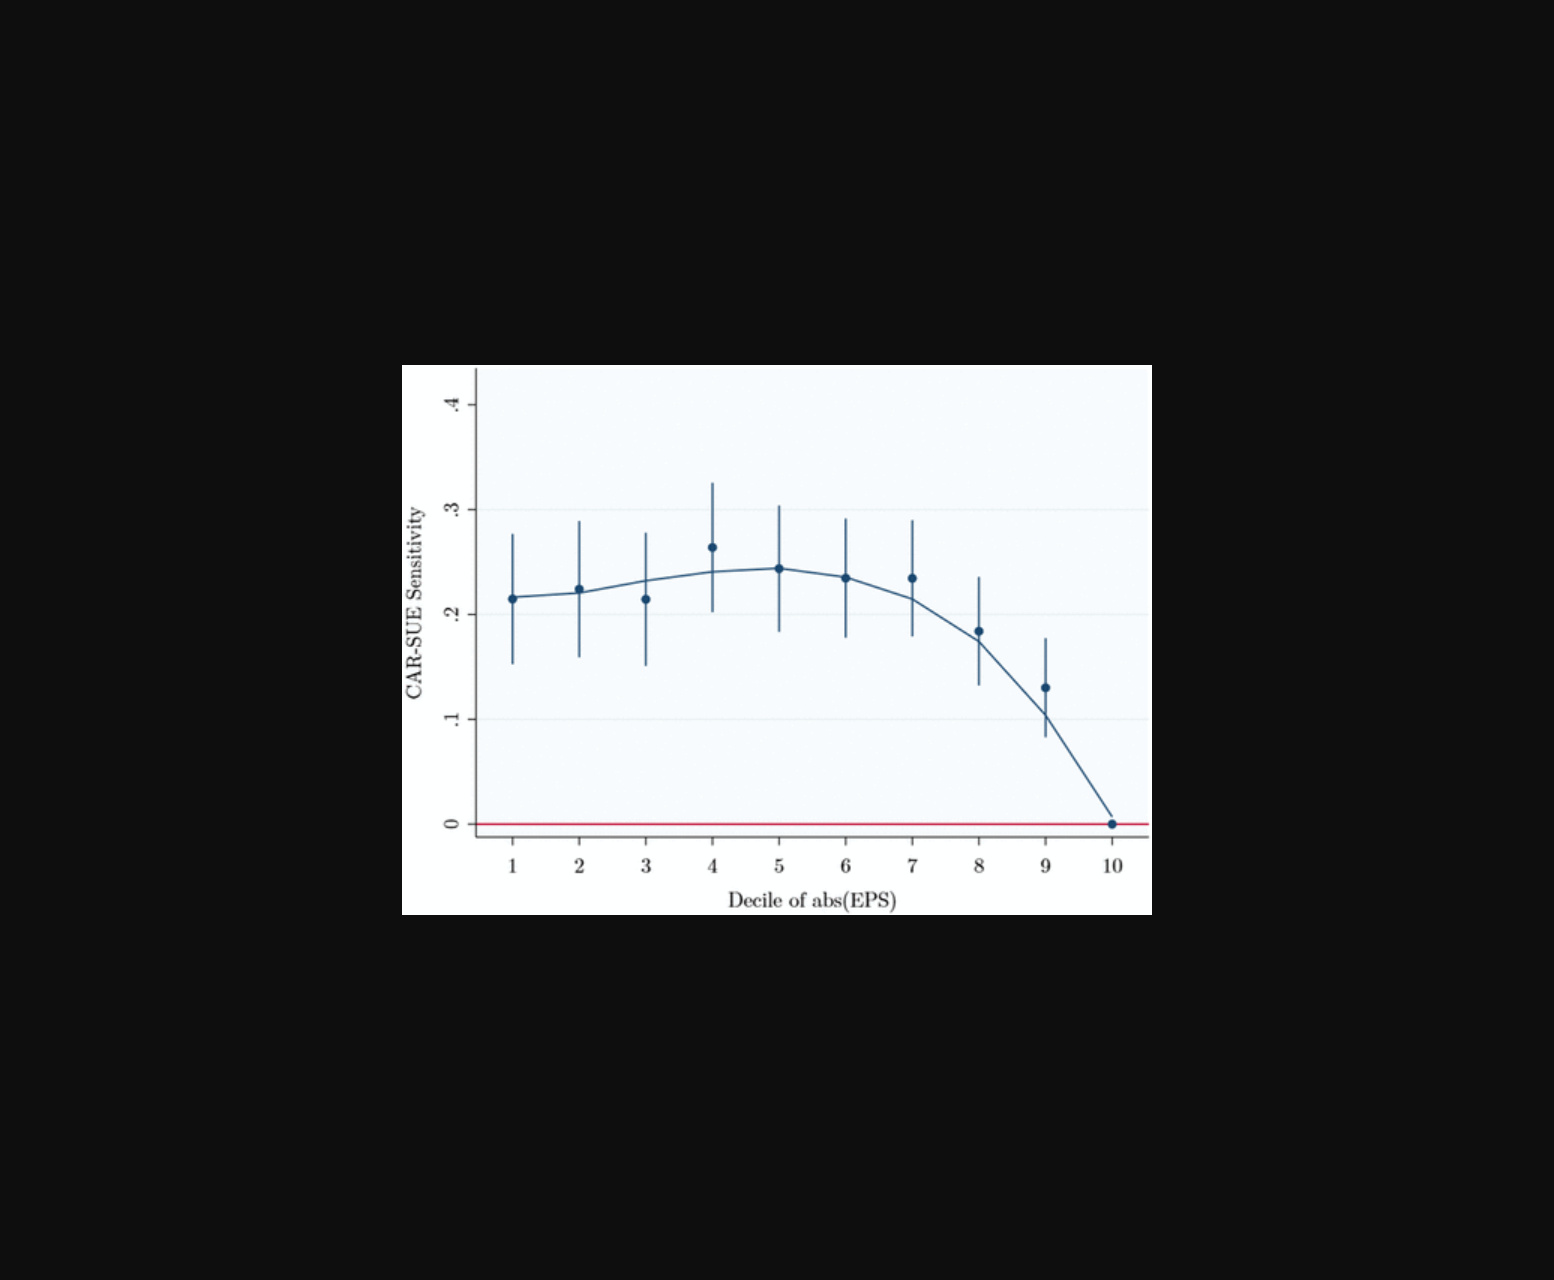 .4
.3
.2
.1
0
CAR-SUE Sensitivity
1 2 3 4 5 6 7 8 9 10
Decile of abs(EPS)